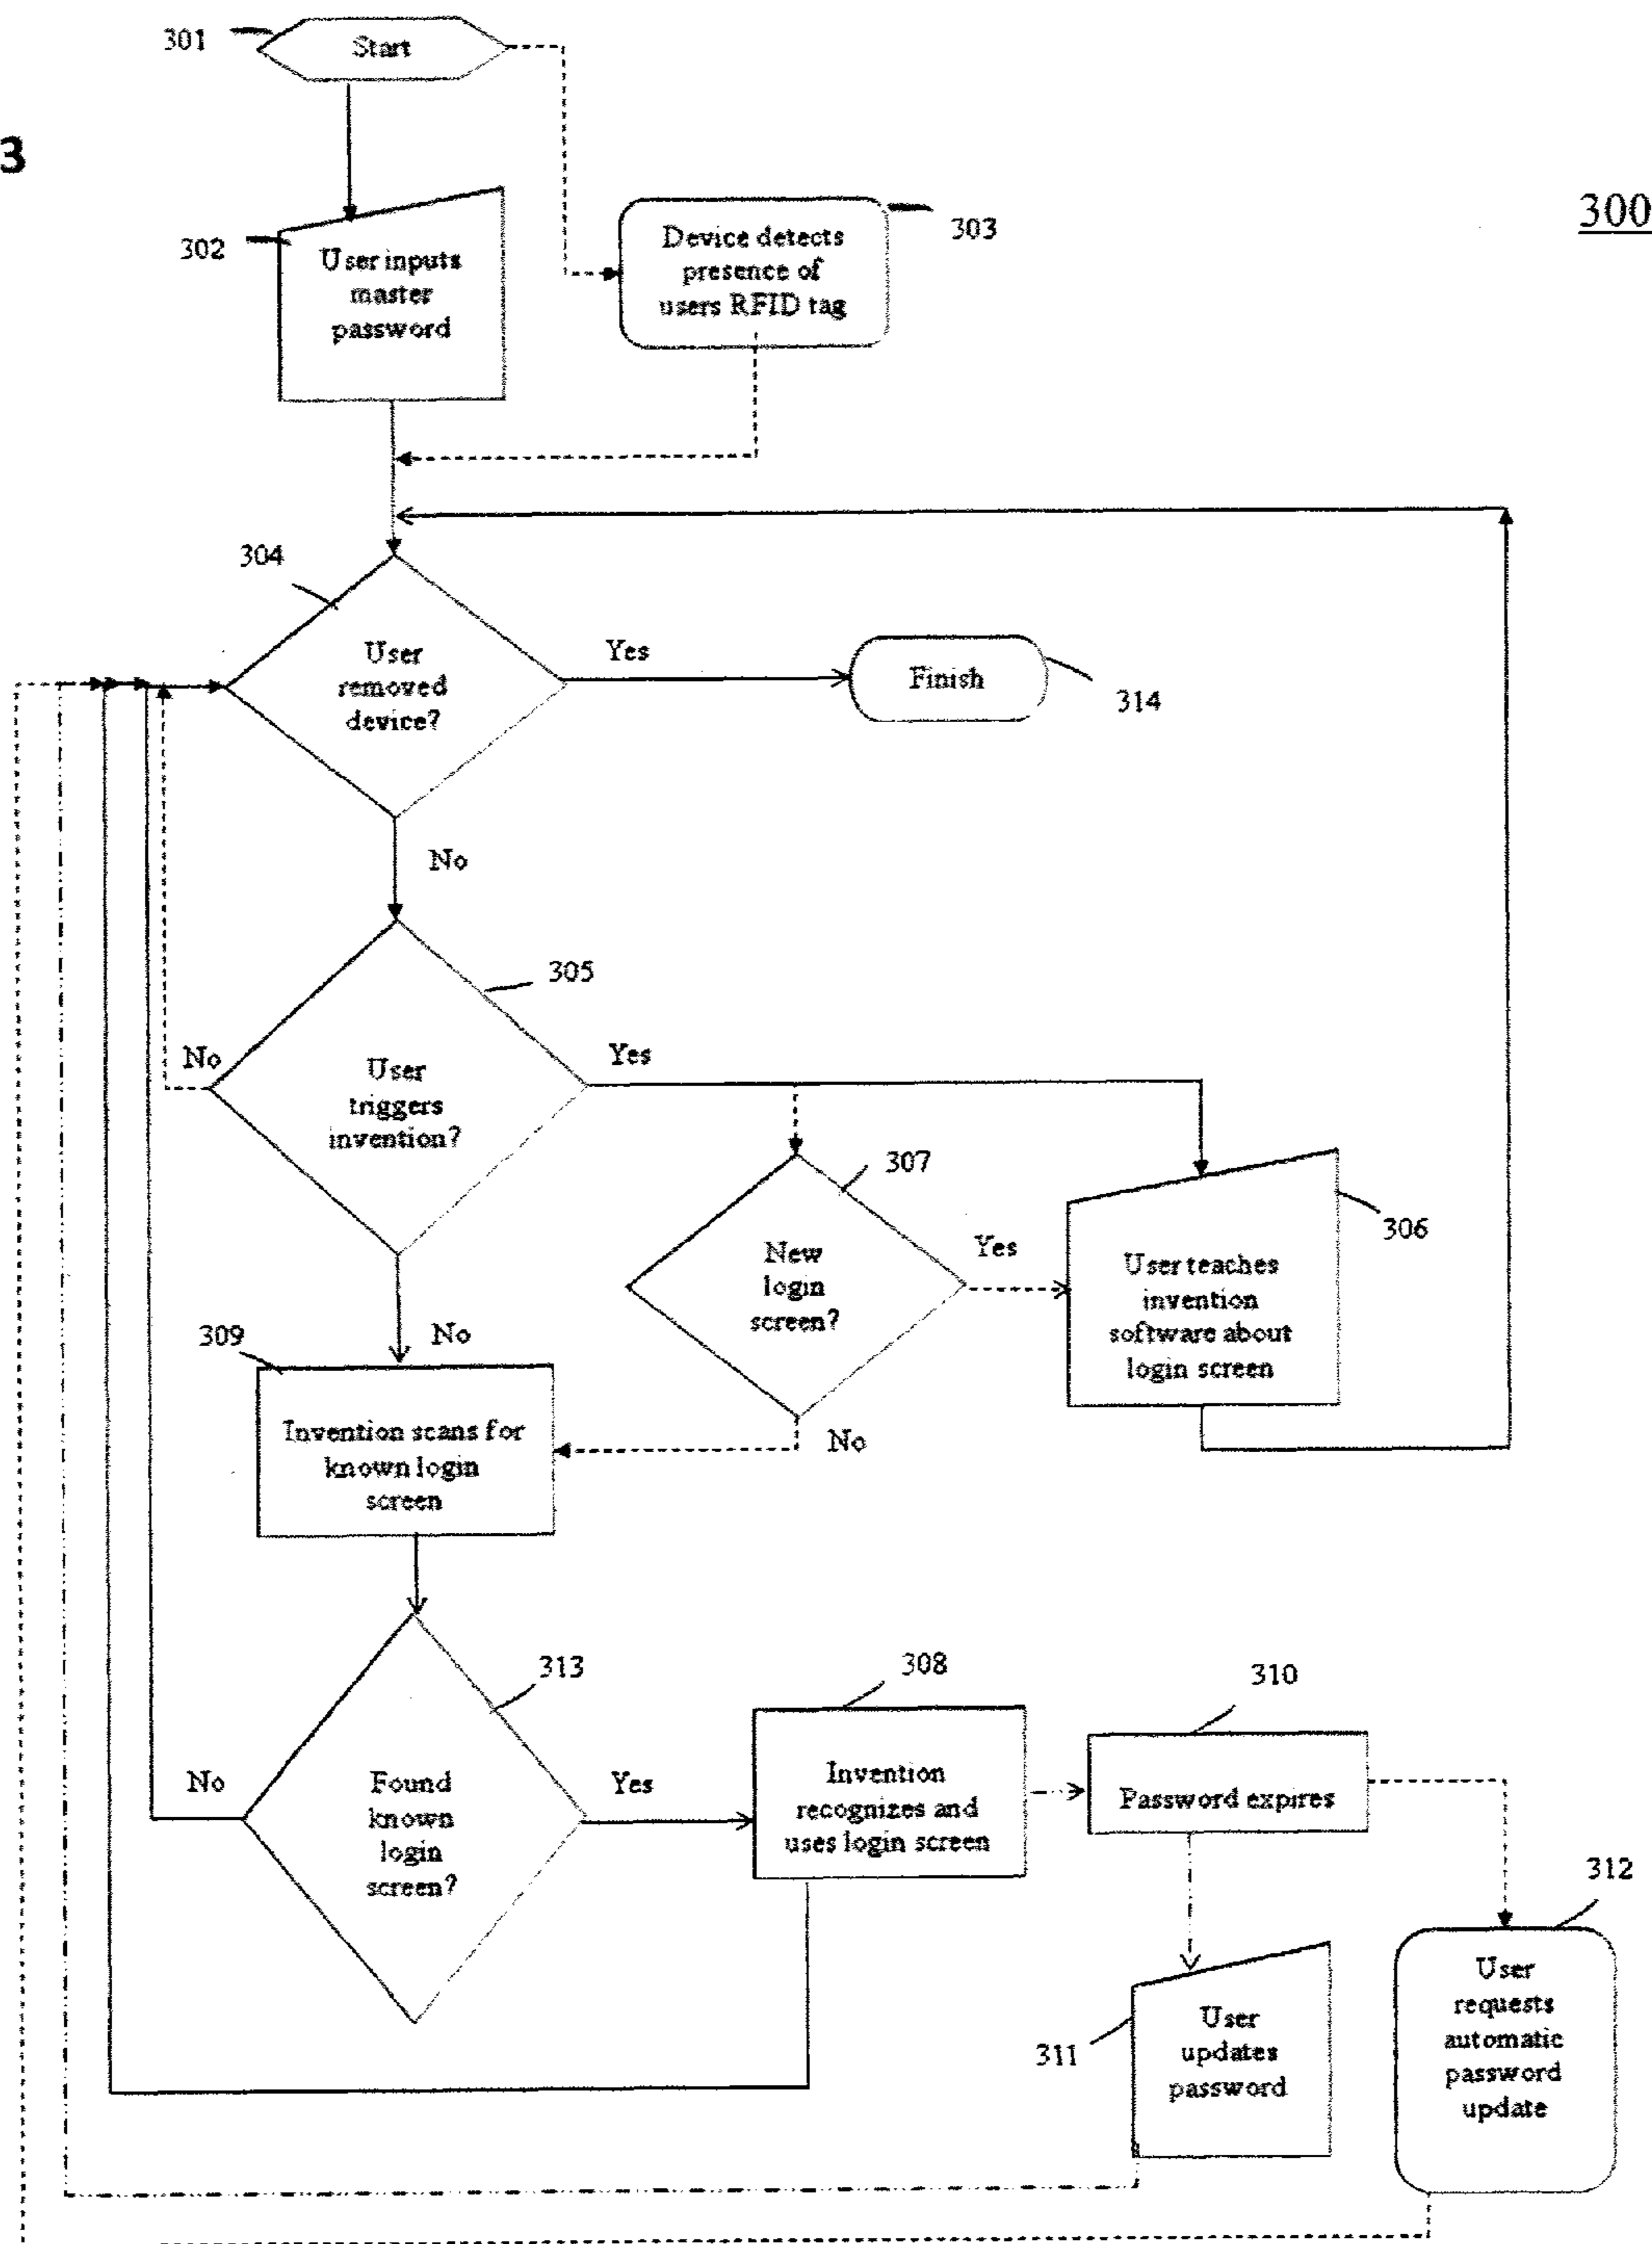 301
Start
3
300
302
User inputs
master
password
Device detects
presence of
users RFID tag
303
304
User
removed
device?
Yes
Finish
314
No
305
No
User
triggers
invention?
Yes
307
New
login
screen?
Yes
306
User teaches
invention
software about
login screen
No
309
Invention scans for
known login
screen
No
313
No
Found
known
login
screen?
Yes
308
Invention
recognizes and
uses login screen
310
Password expires
312
User
requests
automatic
password
update
311
User
updates
password